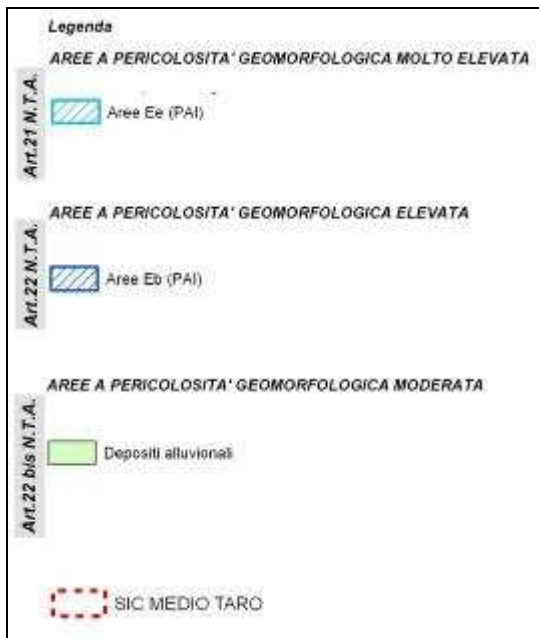 Legenda
AREE A PERICOLOSITA' GEOMORFOLOGICA MOLTO ELEVATA
Art.21 N.T.A.
Aree Ee (PAI)
AREE A PERICOLOSITA' GEOMORFOLOGICA ELEVATA
Art.22 N.T.A.
Aree Eb (PAI)
AREE A PERICOLOSITA' GEOMORFOLOGICA MODERATA
Art.22 bis N.T.A.
Depositi alluvionali
SIC MEDIO TARO